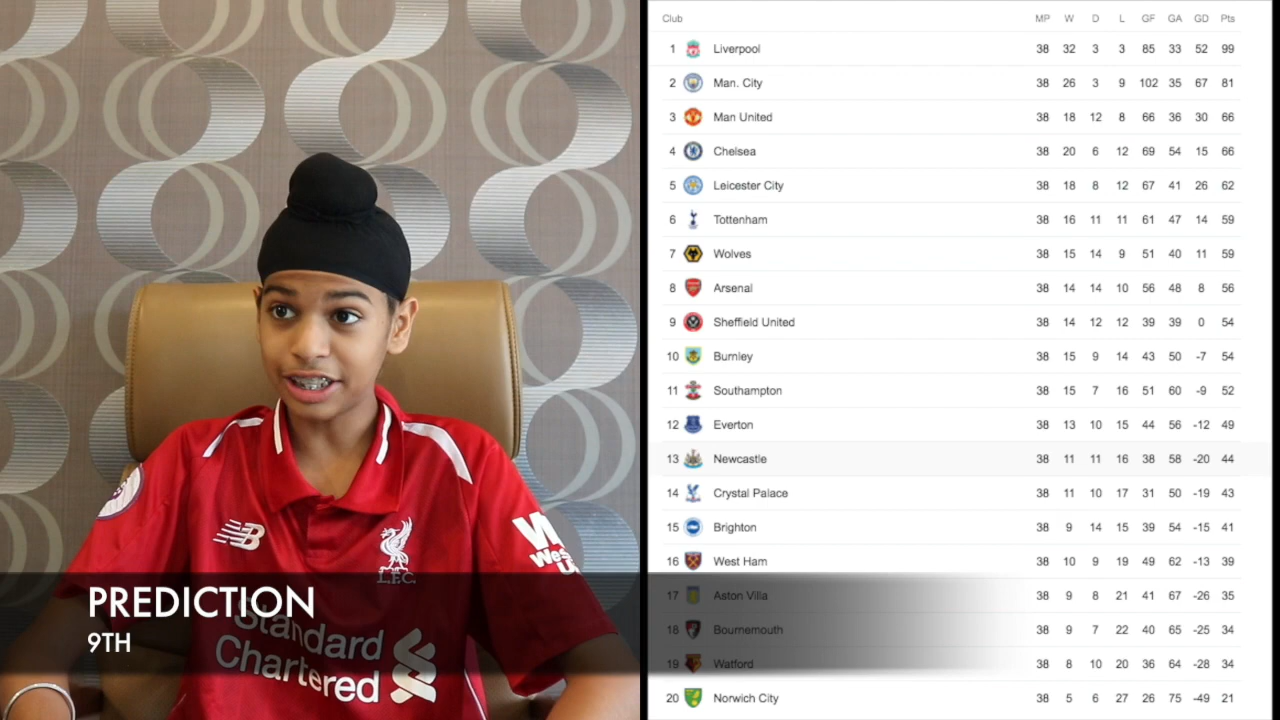 Club MP W D L GF GA GD Pts
1 Liverpool 38 32 3 3 85 33 52 99
2 Man. City 38 26 3 9 102 35 67 81
3 Man United 38 18 12 8 66 36 30 66
4 Chelsea 38 20 6 12 69 54 15 66
5 Leicester City 38 18 8 12 67 41 26 62
6 Tottenham 38 16 11 11 61 47 14 59
7 Wolves 38 15 14 9 51 40 11 59
8 Arsenal 38 14 14 10 56 48 8 56
9 Sheffield United 38 14 12 12 39 39 0 54
10 Burnley 38 15 9 14 43 50 -7 54
11 Southampton 38 15 7 16 51 60 -9 52
12 Everton 38 13 10 15 44 56 -12 49
13 Newcastle 38 11 11 16 38 58 -20 44
14 Crystal Palace 38 11 10 17 31 50 -19 43
15 Brighton 38 9 14 15 39 54 -15 41
16 West Ham 38 10 9 19 49 62 -13 39
17 Aston Villa 38 9 8 21 41 67 -26 35
18 Bournemouth 38 9 7 22 40 65 -25 34
19 Watford 38 8 10 20 36 64 -28 34
20 Norwich City 38 5 6 27 26 75 -49 21
NB
L.F.C.
PREDICTION
9TH
Standard
Chartered